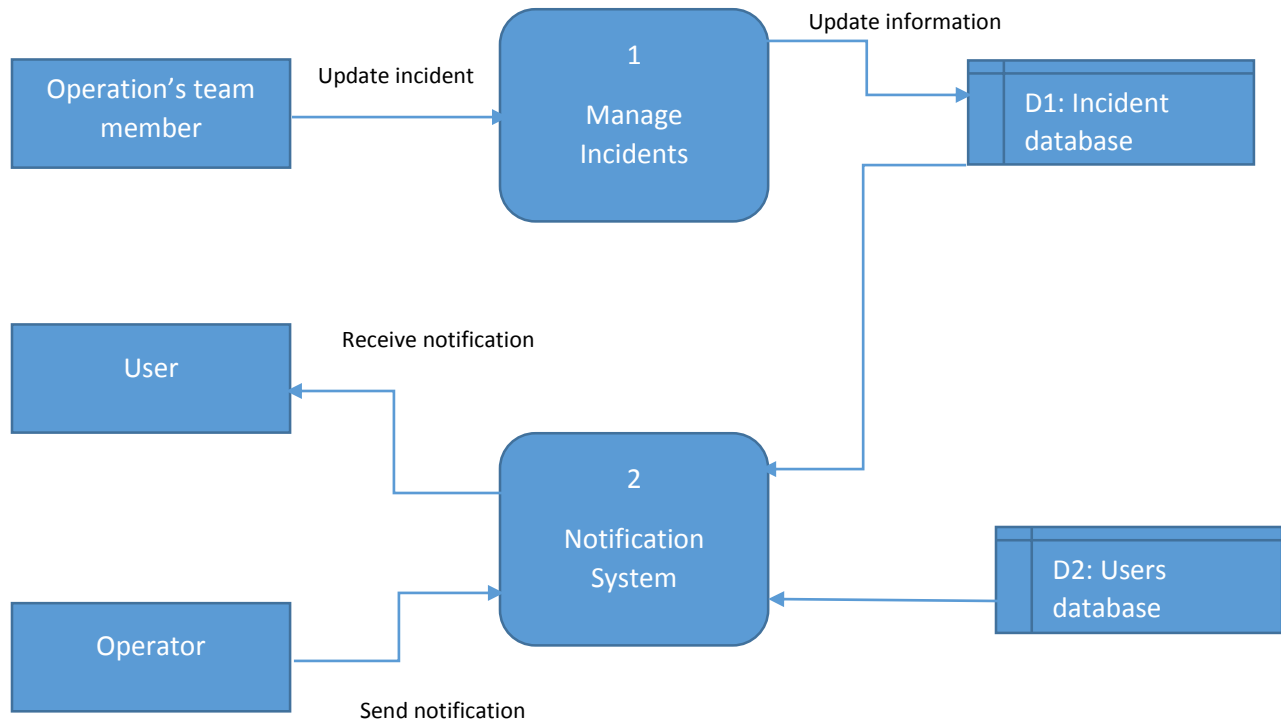 Update information
1
Manage
Incidents
Update incident
Operation’s team
member
D1: Incident
database
Receive notification
User
2
Notification
System
D2: Users
database
Operator
Send notification